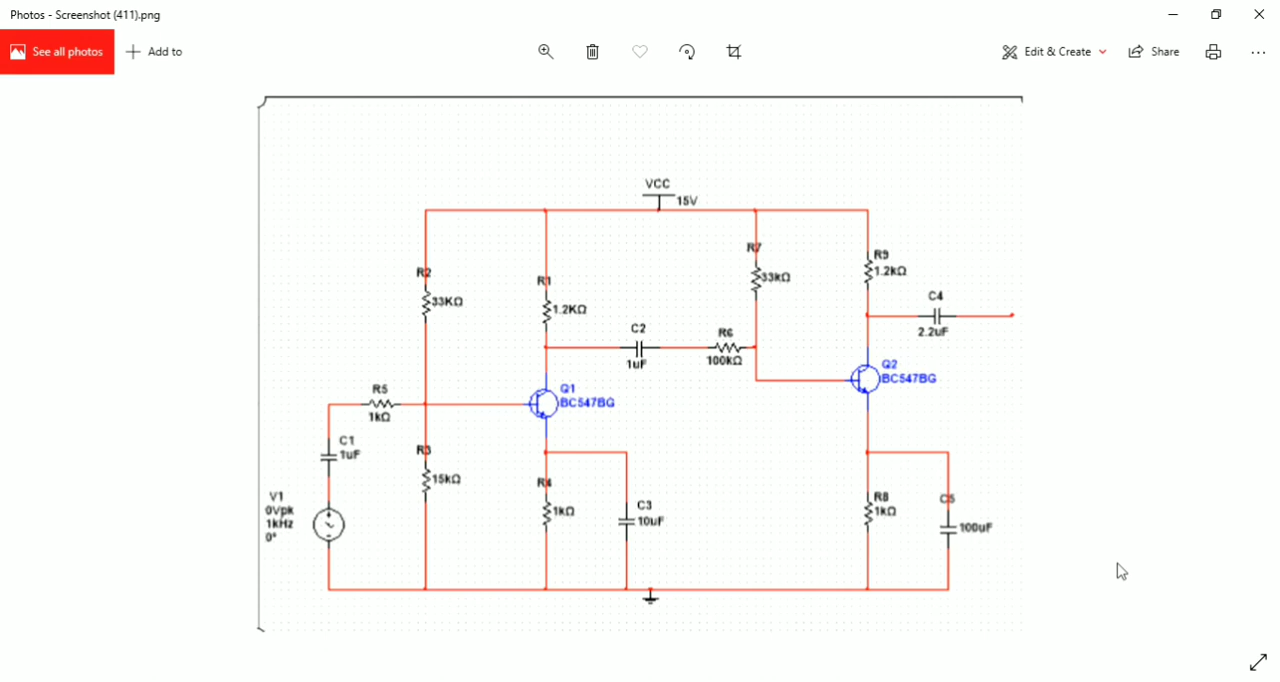 Photos - Screenshot (411).png
See all photos
Add to
Edit & Create
Share
VCC
15V
R2
33KΩ
R1
1.2KΩ
R7
33kΩ
R9
1.2kΩ
C4
2.2uF
C2
1uF
R6
100kΩ
Q2
BC547BG
R5
1kΩ
Q1
BC547BG
C1
1uF
R3
15kΩ
V1
0Vpk
1kHz
0°
R4
1kΩ
C3
10uF
R8
1kΩ
C5
100uF